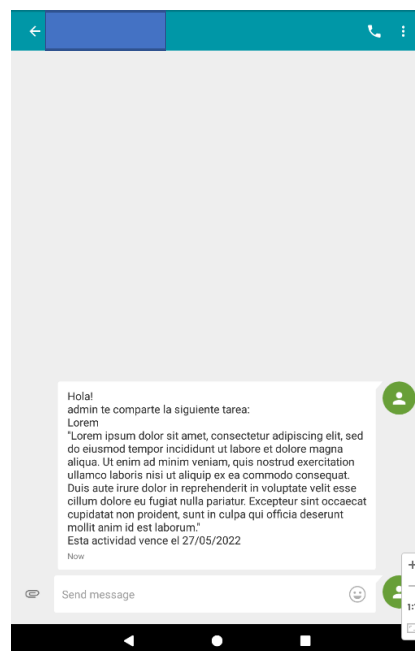 Hola!
admin te comparte la siguiente tarea:
Lorem
"Lorem ipsum dolor sit amet, consectetur adipiscing elit, sed
do eiusmod tempor incididunt ut labore et dolore magna
aliqua. Ut enim ad minim veniam, quis nostrud exercitation
ullamco laboris nisi ut aliquip ex ea commodo consequat.
Duis aute irure dolor in reprehenderit in voluptate velit esse
cillum dolore eu fugiat nulla pariatur. Excepteur sint occaecat
cupidatat non proident, sunt in culpa qui officia deserunt
mollit anim id est laborum."
Esta actividad vence el 27/05/2022
Now
Send message